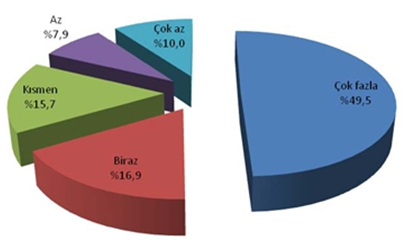 Az
%7,9
Çok az
%10,0
Kısmen
%15,7
Çok fazla
%49,5
Biraz
%16,9